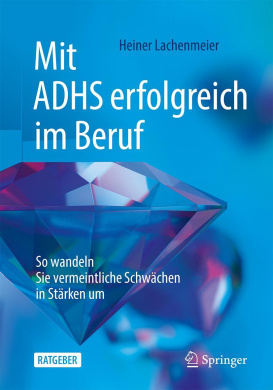 Heiner Lachenmeier
Mit
ADHS erfolgreich
im Beruf
So wandeln
Sie vermeintliche Schwächen
in Stärken um
RATGEBER
Springer